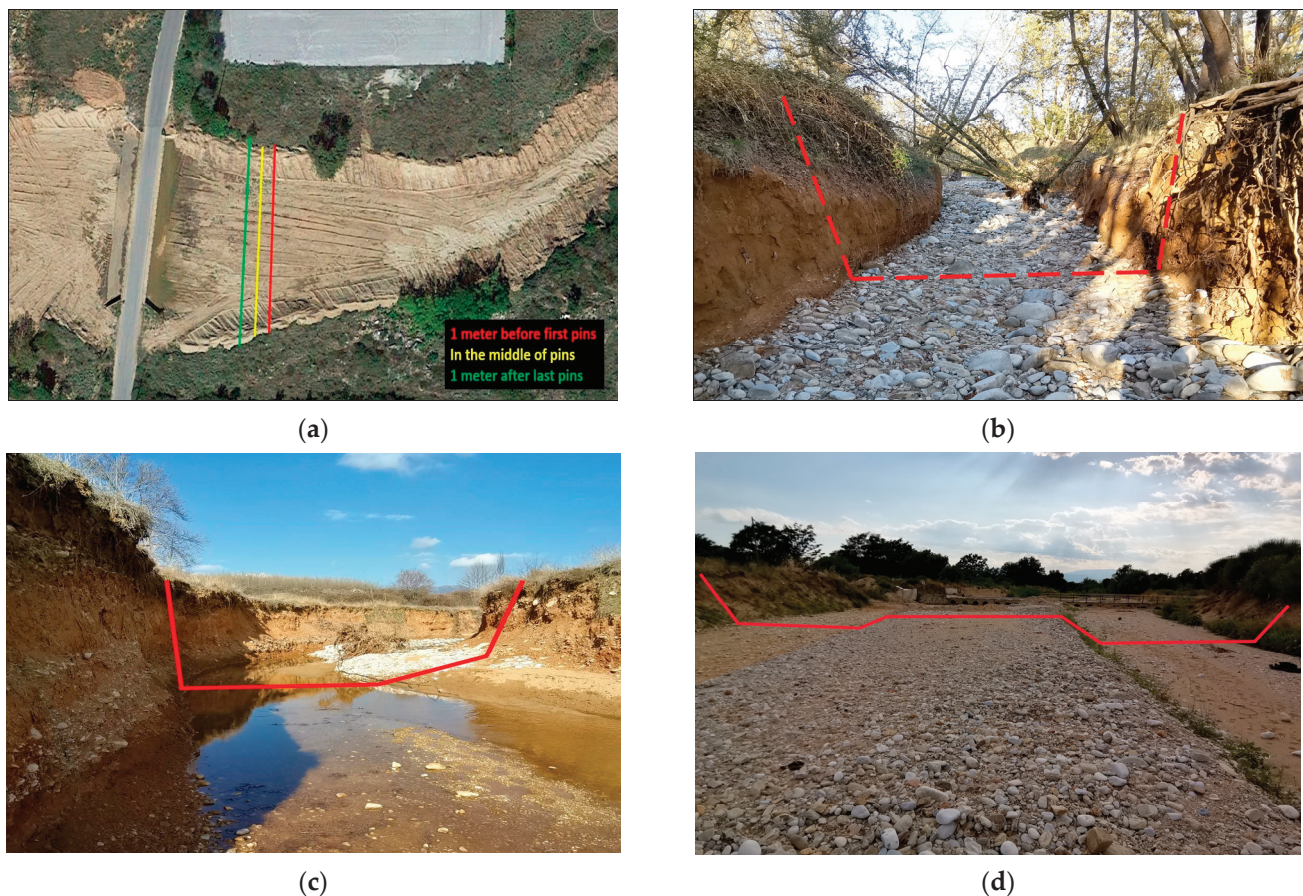 1 meter before first pins
In the middle of pins
1 meter after last pins
(a)
(b)
(c)
(d)